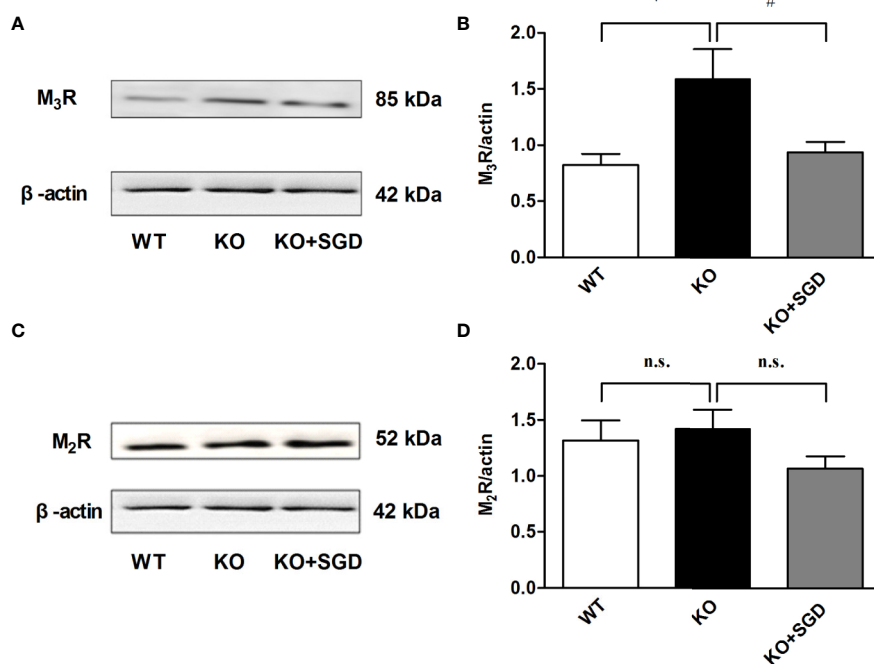 A
M₃R
85 kDa
β -actin
42 kDa
WT KO KO+SGD
B
#
M₃R/actin
2.0
1.5
1.0
0.5
0.0
WT
KO
KO+SGD
C
M₂R
52 kDa
β -actin
42 kDa
WT KO KO+SGD
D
n.s. n.s.
M₂R/actin
2.0
1.5
1.0
0.5
0.0
WT
KO
KO+SGD